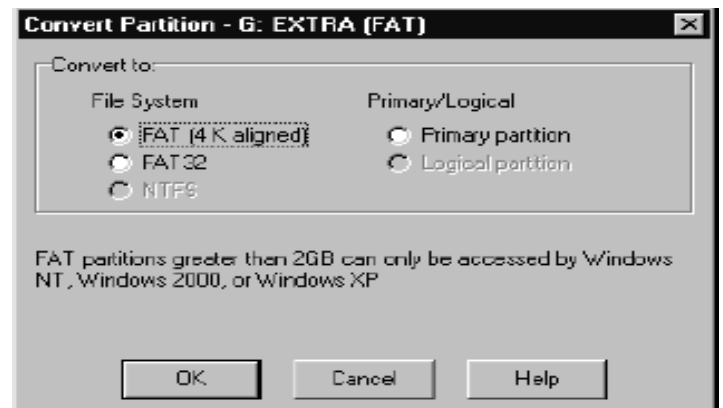 Convert Partition - G: EXTRA (FAT)
Convert to:
File System
Primary/Logical
FAT (4 K aligned)
Primary partition
FAT32
Logical partition
NTFS
FAT partitions greater than 2GB can only be accessed by Windows
NT, Windows 2000, or Windows XP
OK
Cancel
Help